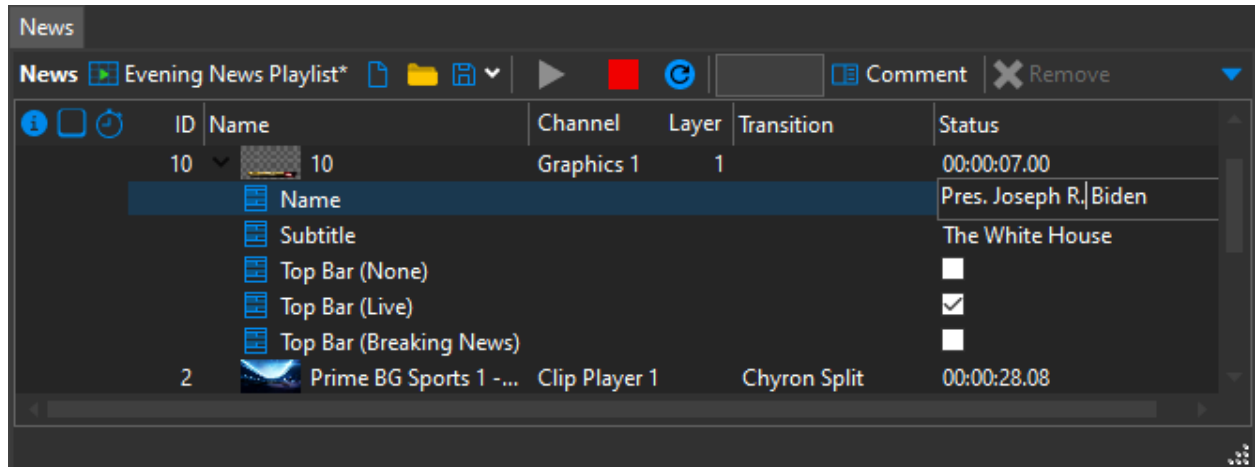 News
News Evening News Playlist* Comment Remove
ID Name Channel Layer Transition Status
10 10 Graphics 1 1 00:00:07.00
Name Pres. Joseph R. Biden
Subtitle The White House
Top Bar (None)
Top Bar (Live)
Top Bar (Breaking News)
2 Prime BG Sports 1 -... Clip Player 1 Chyron Split 00:00:28.08